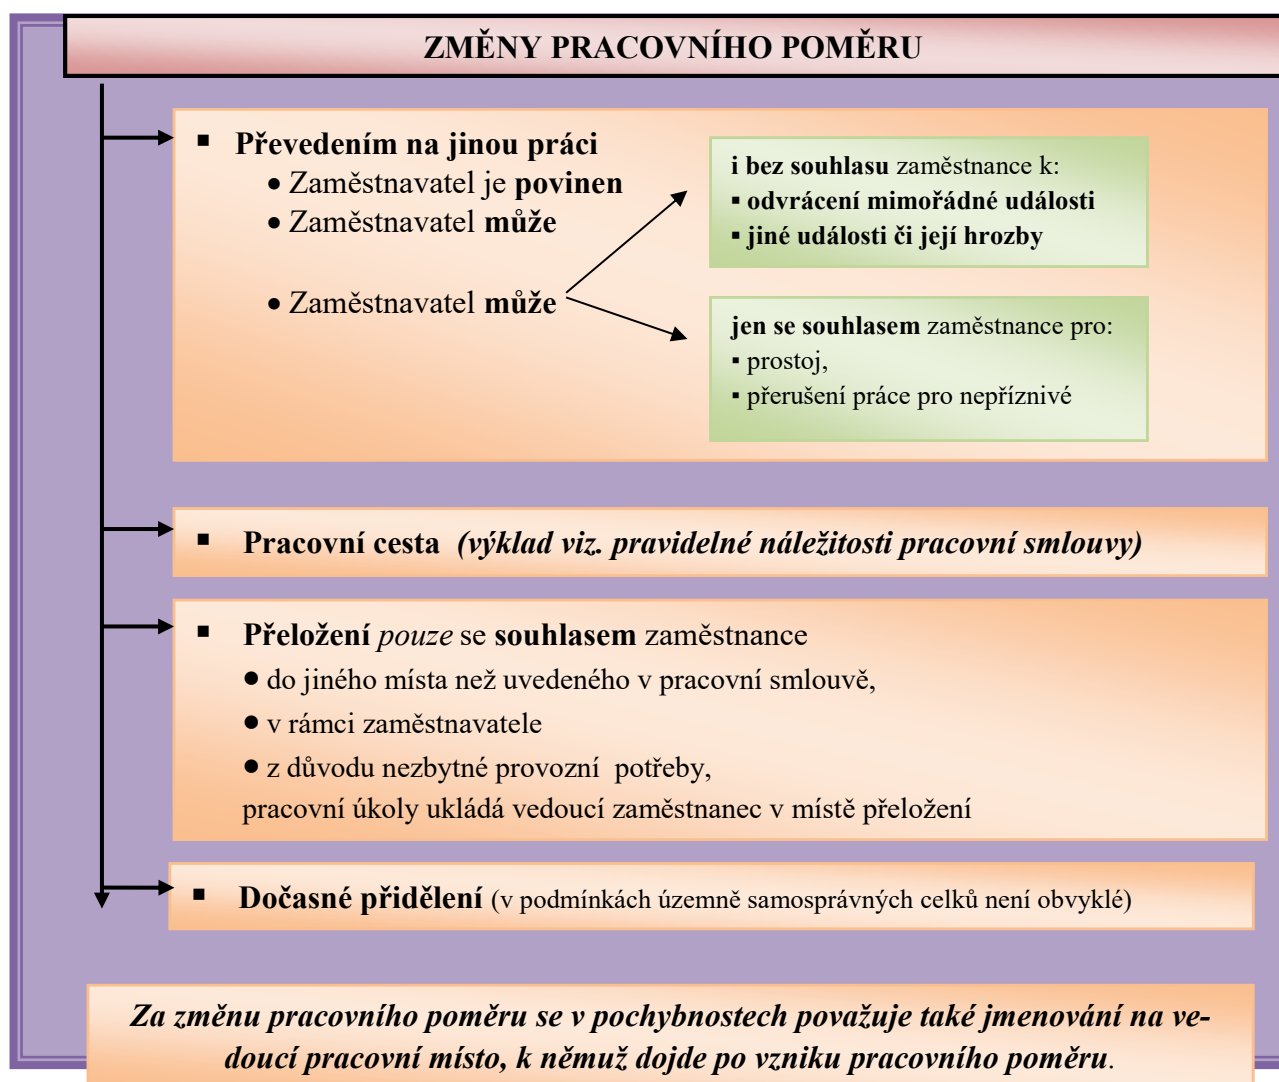 ZMĚNY PRACOVNÍHO POMĚRU
▪ Převedením na jinou práci
• Zaměstnavatel je povinen
• Zaměstnavatel může
• Zaměstnavatel může
i bez souhlasu zaměstnance k:
▪ odvrácení mimořádné události
▪ jiné události či její hrozby
jen se souhlasem zaměstnance pro:
▪ prostoj,
▪ přerušení práce pro nepříznivé
▪ Pracovní cesta (výklad viz. pravidelné náležitosti pracovní smlouvy)
▪ Přeložení pouze se souhlasem zaměstnance
• do jiného místa než uvedeného v pracovní smlouvě,
• v rámci zaměstnavatele
• z důvodu nezbytné provozní potřeby,
pracovní úkoly ukládá vedoucí zaměstnanec v místě přeložení
▪ Dočasné přidělení (v podmínkách územně samosprávných celků není obvyklé)
Za změnu pracovního poměru se v pochybnostech považuje také jmenování na ve-
doucí pracovní místo, k němuž dojde po vzniku pracovního poměru.